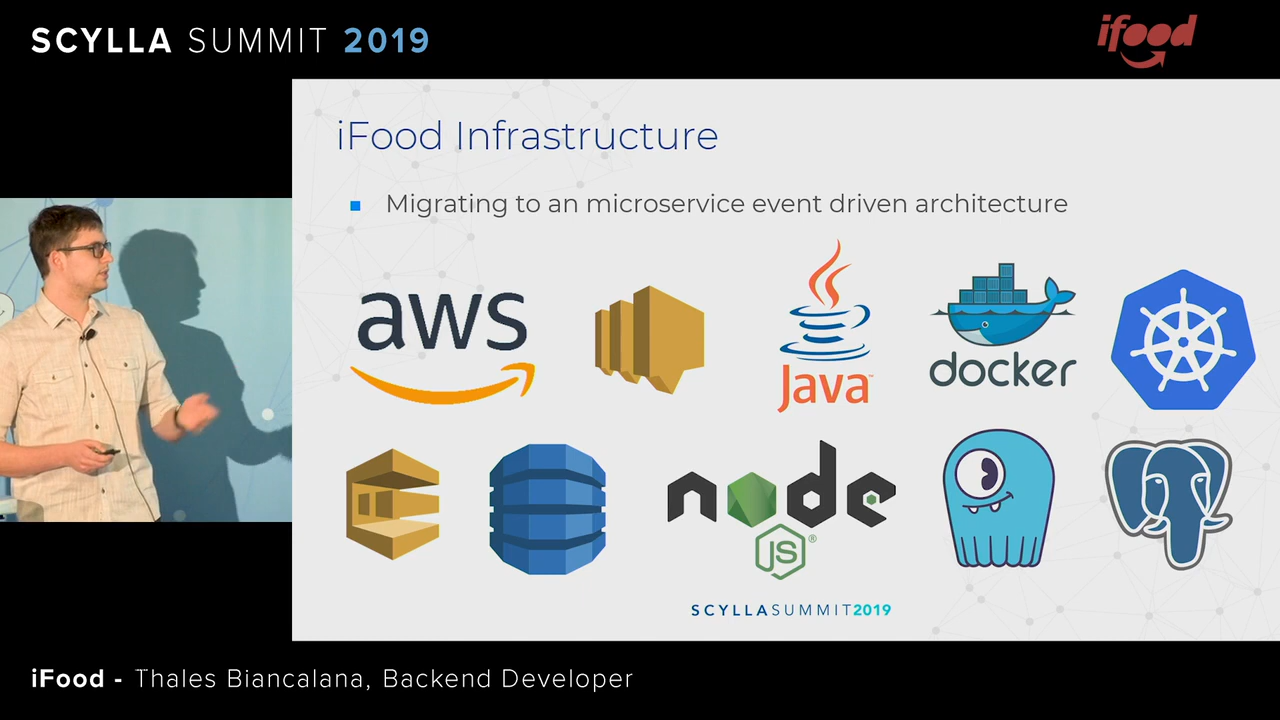 SCYLLA SUMMIT 2019
ifood
iFood Infrastructure
Migrating to an microservice event driven architecture
aws
Java™
docker
node
JS®
SCYLLASUMMIT2019
iFood - Thales Biancalana, Backend Developer